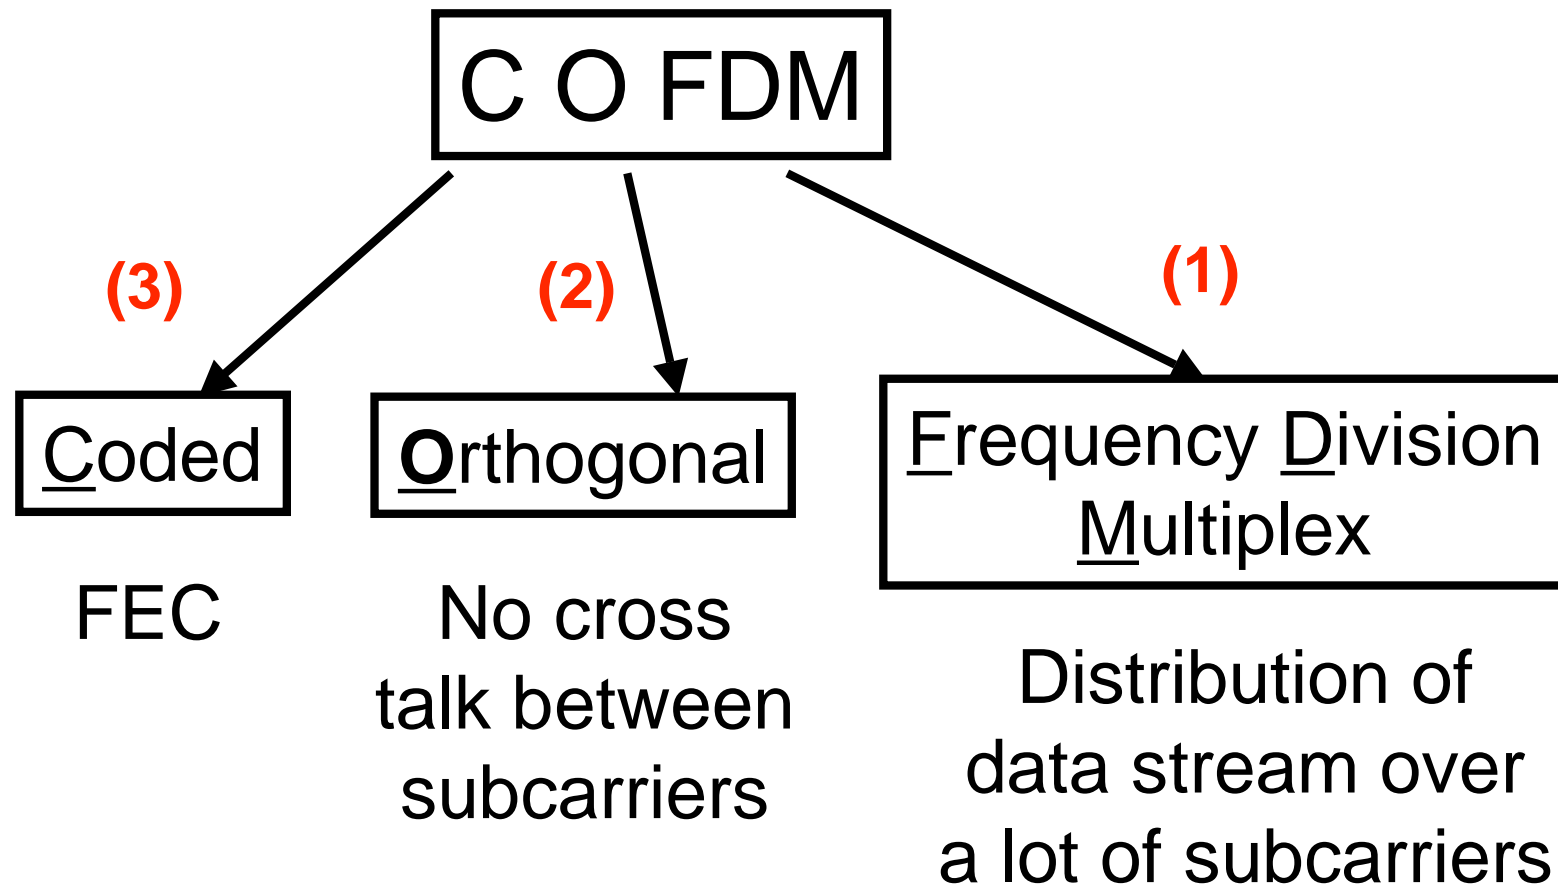 C O FDM
(3)
(2)
(1)
Coded
FEC
Orthogonal
No cross
talk between
subcarriers
Frequency Division
Multiplex
Distribution of
data stream over
a lot of subcarriers